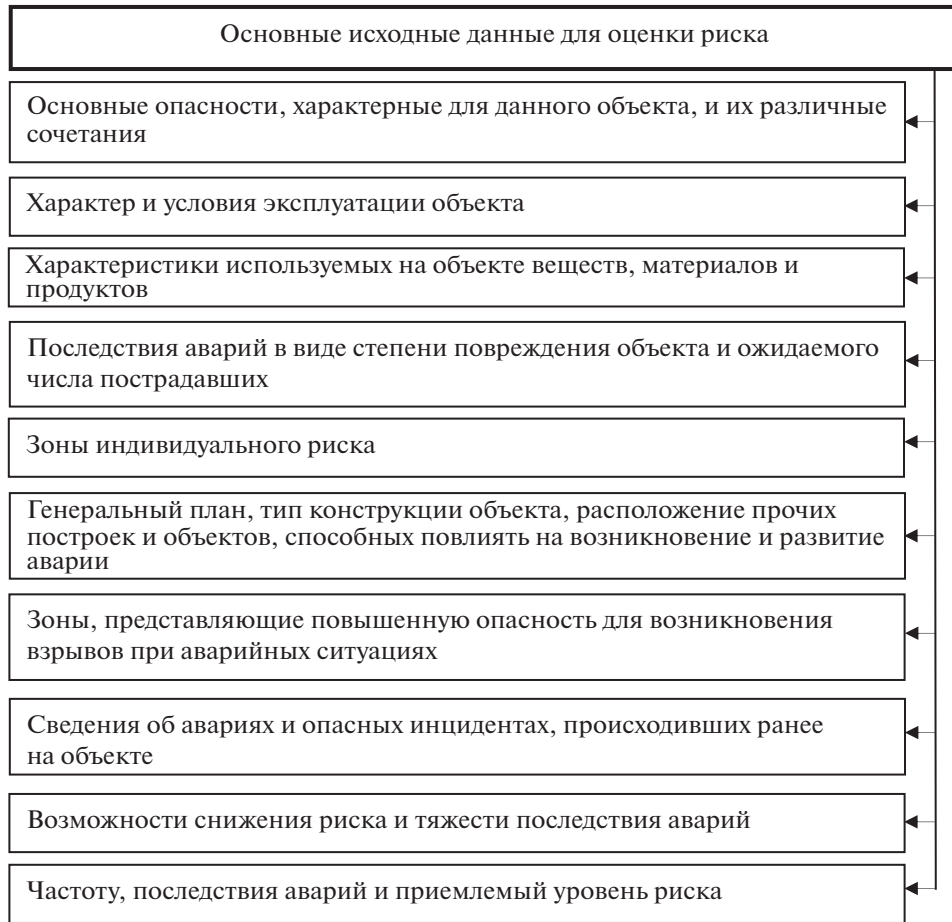 Основные исходные данные для оценки риска
Основные опасности, характерные для данного объекта, и их различные
сочетания
Характер и условия эксплуатации объекта
Характеристики используемых на объекте веществ, материалов и
продуктов
Последствия аварий в виде степени повреждения объекта и ожидаемого
числа пострадавших
Зоны индивидуального риска
Генеральный план, тип конструкции объекта, расположение прочих
построек и объектов, способных повлиять на возникновение и развитие
аварии
Зоны, представляющие повышенную опасность для возникновения
взрывов при аварийных ситуациях
Сведения об авариях и опасных инцидентах, происходивших ранее
на объекте
Возможности снижения риска и тяжести последствия аварий
Частоту, последствия аварий и приемлемый уровень риска